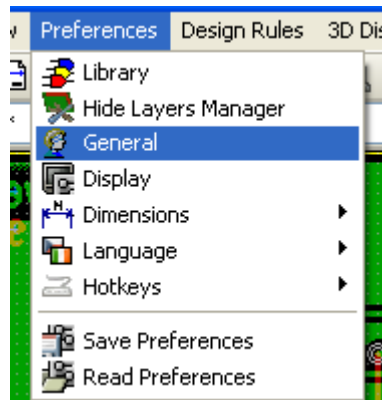 Preferences Design Rules 3D Dis
Library
Hide Layers Manager
General
Display
Dimensions
Language
Hotkeys
Save Preferences
Read Preferences